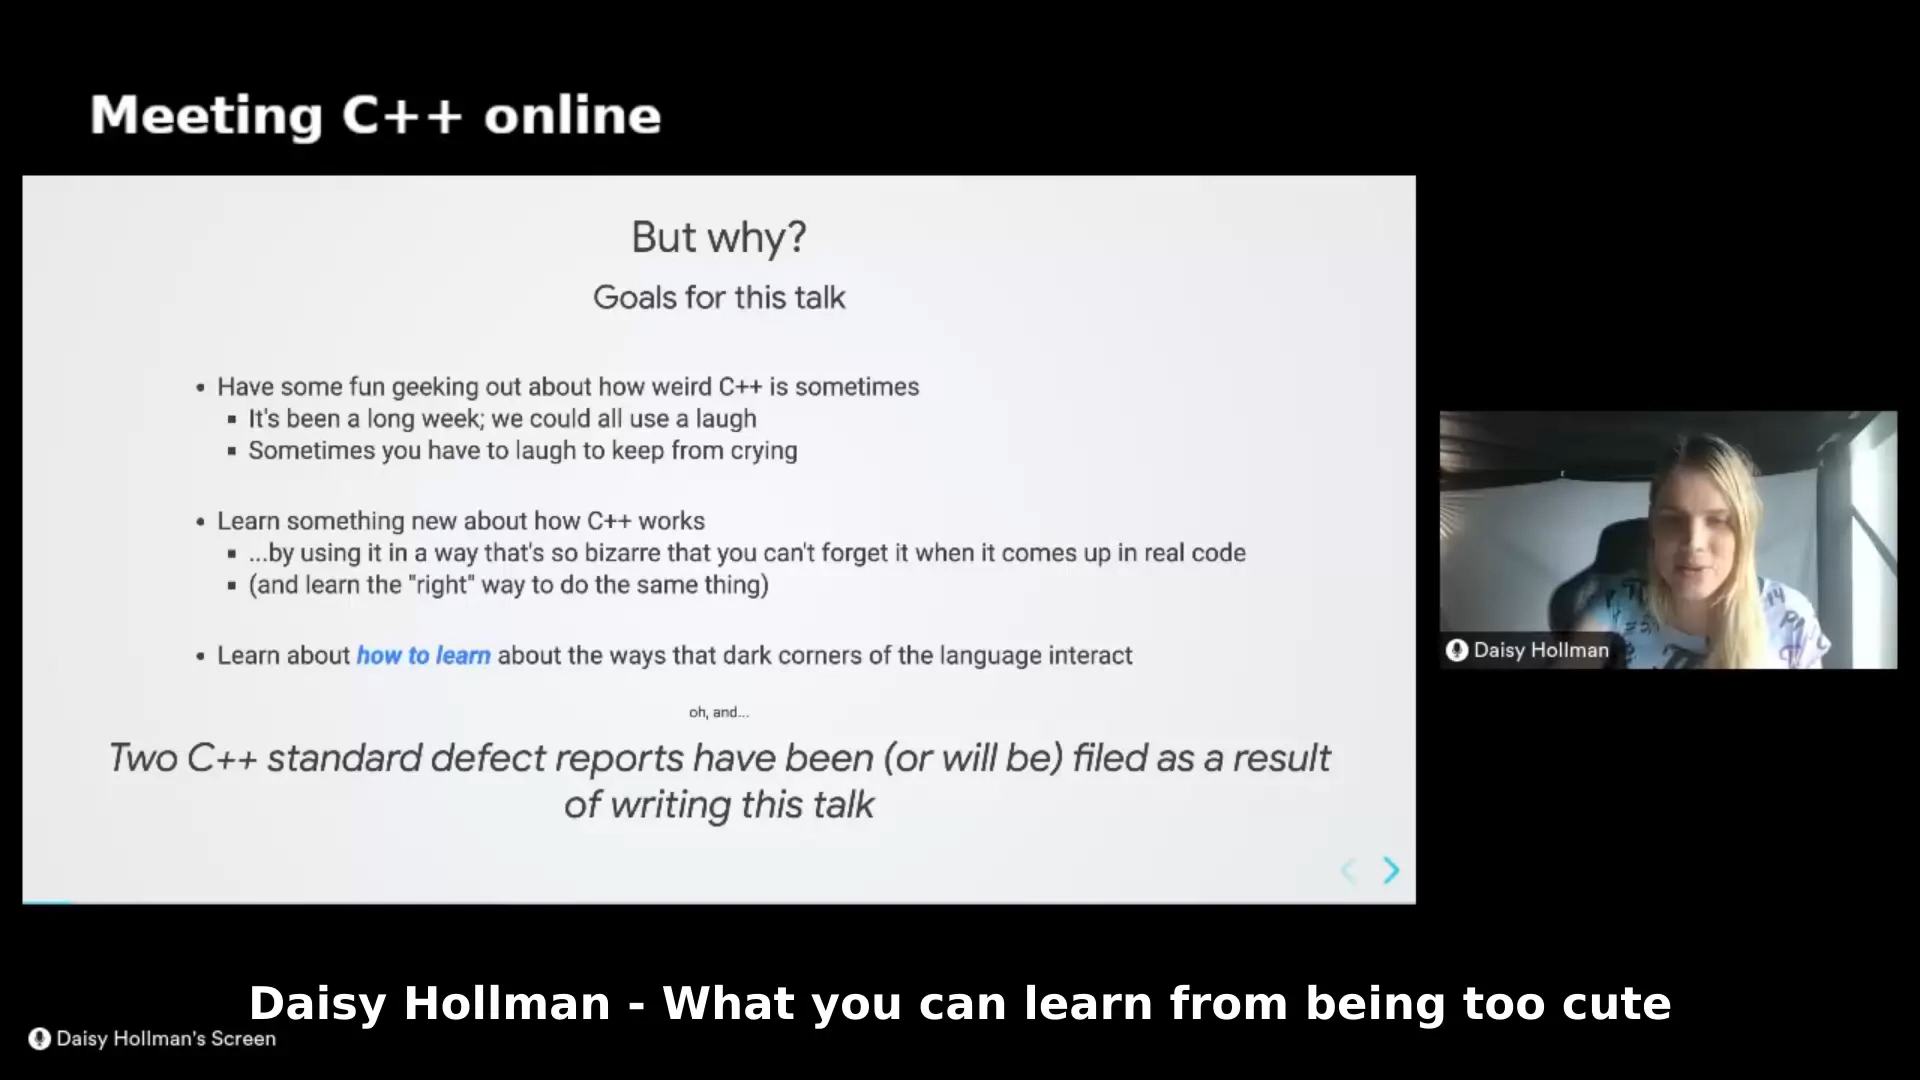 Meeting C++ online
But why?
Goals for this talk
• Have some fun geeking out about how weird C++ is sometimes
▪ It's been a long week; we could all use a laugh
▪ Sometimes you have to laugh to keep from crying
• Learn something new about how C++ works
▪ ...by using it in a way that's so bizarre that you can't forget it when it comes up in real code
▪ (and learn the "right" way to do the same thing)
• Learn about how to learn about the ways that dark corners of the language interact
oh, and...
Two C++ standard defect reports have been (or will be) filed as a result
of writing this talk
Daisy Hollman
Daisy Hollman - What you can learn from being too cute
Daisy Hollman's Screen